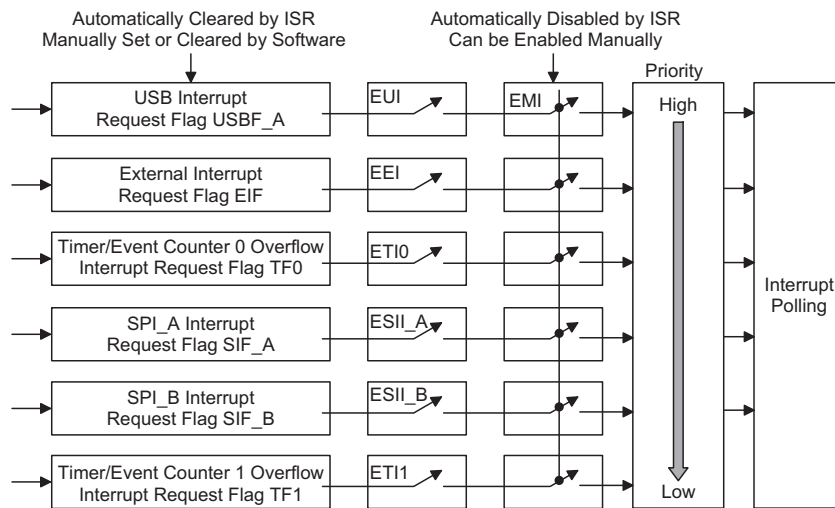 Automatically Cleared by ISR
Manually Set or Cleared by Software
Automatically Disabled by ISR
Can be Enabled Manually
Priority
USB Interrupt
Request Flag USBF_A
EUI
EMI
High
External Interrupt
Request Flag EIF
EEI
Timer/Event Counter 0 Overflow
Interrupt Request Flag TF0
ETI0
Interrupt
Polling
SPI_A Interrupt
Request Flag SIF_A
ESII_A
SPI_B Interrupt
Request Flag SIF_B
ESII_B
Timer/Event Counter 1 Overflow
Interrupt Request Flag TF1
ETI1
Low